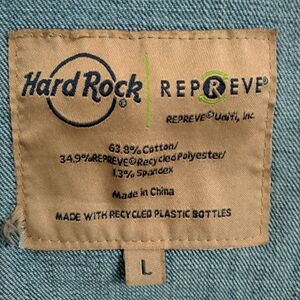 Hard Rock ®
REPREVE®
REPREVE® Unifi, Inc.
63.8% Cotton/
34.9%REPREVE®Recycled Polyester/
1.3% Spandex
Made in China
MADE WITH RECYCLED PLASTIC BOTTLES
L